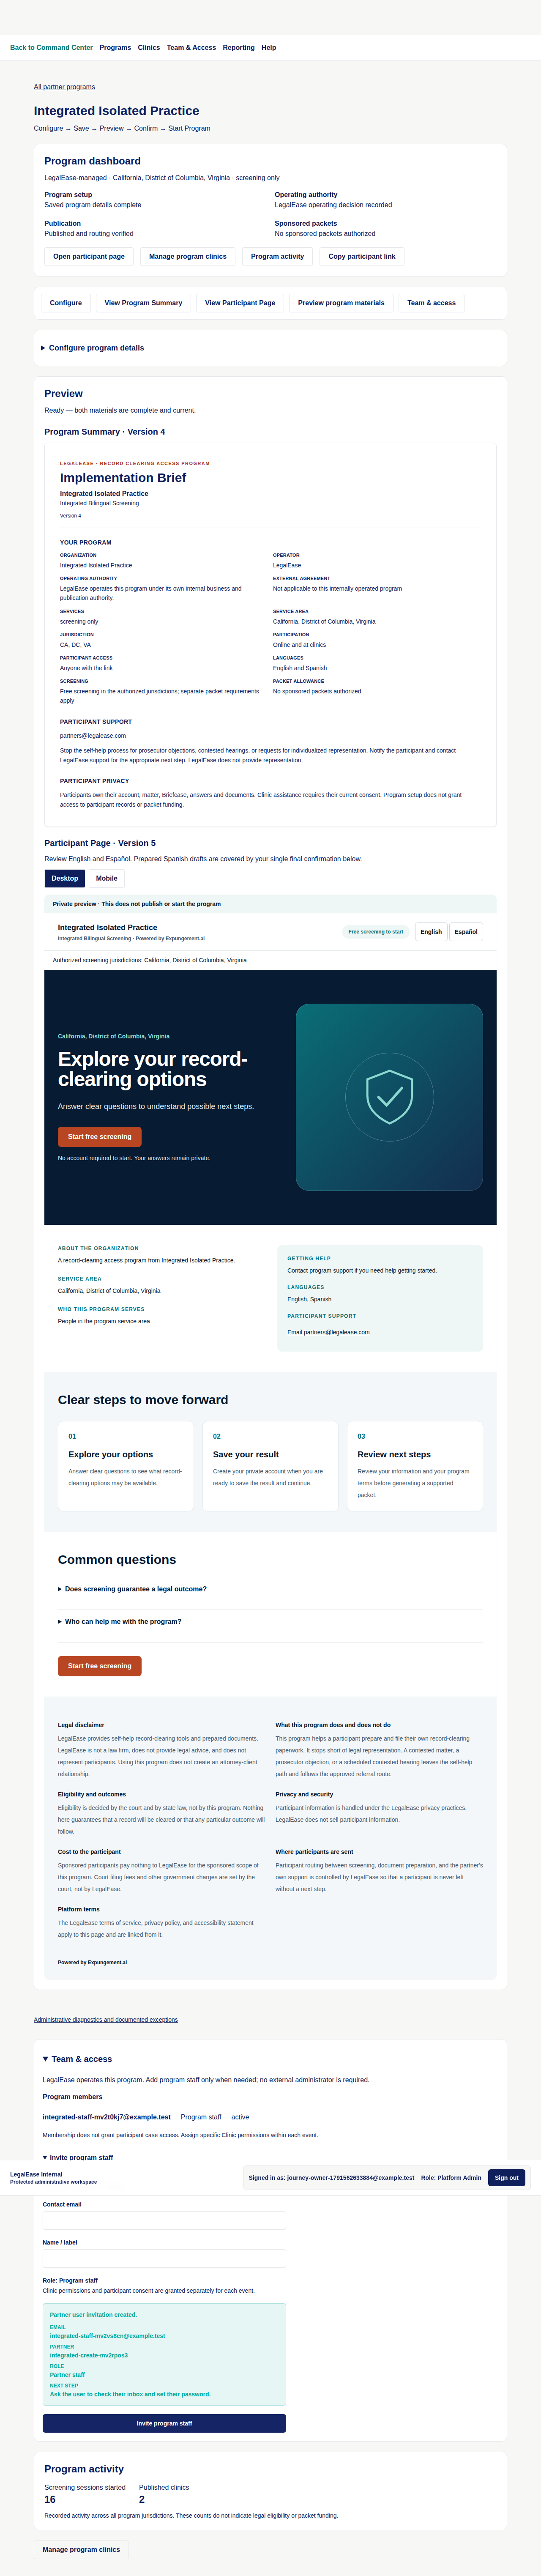 Back to Command Center Programs Clinics Team & Access Reporting Help
All partner programs
Integrated Isolated Practice
Configure → Save → Preview → Confirm → Start Program
Program dashboard
LegalEase-managed · California, District of Columbia, Virginia · screening only
Program setup
Saved program details complete
Operating authority
LegalEase operating decision recorded
Publication
Published and routing verified
Sponsored packets
No sponsored packets authorized
Open participant page Manage program clinics Program activity Copy participant link
Configure View Program Summary View Participant Page Preview program materials Team & access
▶ Configure program details
Preview
Ready — both materials are complete and current.
Program Summary · Version 4
LEGALEASE · RECORD CLEARING ACCESS PROGRAM
Implementation Brief
Integrated Isolated Practice
Integrated Bilingual Screening
Version 4
YOUR PROGRAM
ORGANIZATION
Integrated Isolated Practice
OPERATOR
LegalEase
OPERATING AUTHORITY
LegalEase operates this program under its own internal business and
publication authority.
EXTERNAL AGREEMENT
Not applicable to this internally operated program
SERVICES
screening only
SERVICE AREA
California, District of Columbia, Virginia
JURISDICTION
CA, DC, VA
PARTICIPATION
Online and at clinics
PARTICIPANT ACCESS
Anyone with the link
LANGUAGES
English and Spanish
SCREENING
Free screening in the authorized jurisdictions; separate packet requirements
apply
PACKET ALLOWANCE
No sponsored packets authorized
PARTICIPANT SUPPORT
partners@legalease.com
Stop the self-help process for prosecutor objections, contested hearings, or requests for individualized representation. Notify the participant and contact
LegalEase support for the appropriate next step. LegalEase does not provide representation.
PARTICIPANT PRIVACY
Participants own their account, matter, Briefcase, answers and documents. Clinic assistance requires their current consent. Program setup does not grant
access to participant records or packet funding.
Participant Page · Version 5
Review English and Español. Prepared Spanish drafts are covered by your single final confirmation below.
Desktop Mobile
Private preview · This does not publish or start the program
Integrated Isolated Practice
Integrated Bilingual Screening · Powered by Expungement.ai
Free screening to start English Español
Authorized screening jurisdictions: California, District of Columbia, Virginia
California, District of Columbia, Virginia
Explore your record-
clearing options
Answer clear questions to understand possible next steps.
Start free screening
No account required to start. Your answers remain private.
ABOUT THE ORGANIZATION
A record-clearing access program from Integrated Isolated Practice.
SERVICE AREA
California, District of Columbia, Virginia
WHO THIS PROGRAM SERVES
People in the program service area
GETTING HELP
Contact program support if you need help getting started.
LANGUAGES
English, Spanish
PARTICIPANT SUPPORT
Email partners@legalease.com
Clear steps to move forward
01
Explore your options
Answer clear questions to see what record-
clearing options may be available.
02
Save your result
Create your private account when you are
ready to save the result and continue.
03
Review next steps
Review your information and your program
terms before generating a supported
packet.
Common questions
▶ Does screening guarantee a legal outcome?
▶ Who can help me with the program?
Start free screening
Legal disclaimer
LegalEase provides self-help record-clearing tools and prepared documents.
LegalEase is not a law firm, does not provide legal advice, and does not
represent participants. Using this program does not create an attorney-client
relationship.
What this program does and does not do
This program helps a participant prepare and file their own record-clearing
paperwork. It stops short of legal representation. A contested matter, a
prosecutor objection, or a scheduled contested hearing leaves the self-help
path and follows the approved referral route.
Eligibility and outcomes
Eligibility is decided by the court and by state law, not by this program. Nothing
here guarantees that a record will be cleared or that any particular outcome will
follow.
Privacy and security
Participant information is handled under the LegalEase privacy practices.
LegalEase does not sell participant information.
Cost to the participant
Sponsored participants pay nothing to LegalEase for the sponsored scope of
this program. Court filing fees and other government charges are set by the
court, not by LegalEase.
Where participants are sent
Participant routing between screening, document preparation, and the partner's
own support is controlled by LegalEase so that a participant is never left
without a next step.
Platform terms
The LegalEase terms of service, privacy policy, and accessibility statement
apply to this page and are linked from it.
Powered by Expungement.ai
Administrative diagnostics and documented exceptions
▼ Team & access
LegalEase operates this program. Add program staff only when needed; no external administrator is required.
Program members
integrated-staff-mv2t0kj7@example.test Program staff active
Membership does not grant participant case access. Assign specific Clinic permissions within each event.
▼ Invite program staff
LegalEase Internal
Protected administrative workspace
Signed in as: journey-owner-1791562633884@example.test Role: Platform Admin Sign out
Contact email
Name / label
Role: Program staff
Clinic permissions and participant consent are granted separately for each event.
Partner user invitation created.
EMAIL
integrated-staff-mv2vs8cn@example.test
PARTNER
integrated-create-mv2rpos3
ROLE
Partner staff
NEXT STEP
Ask the user to check their inbox and set their password.
Invite program staff
Program activity
Screening sessions started
16
Published clinics
2
Recorded activity across all program jurisdictions. These counts do not indicate legal eligibility or packet funding.
Manage program clinics